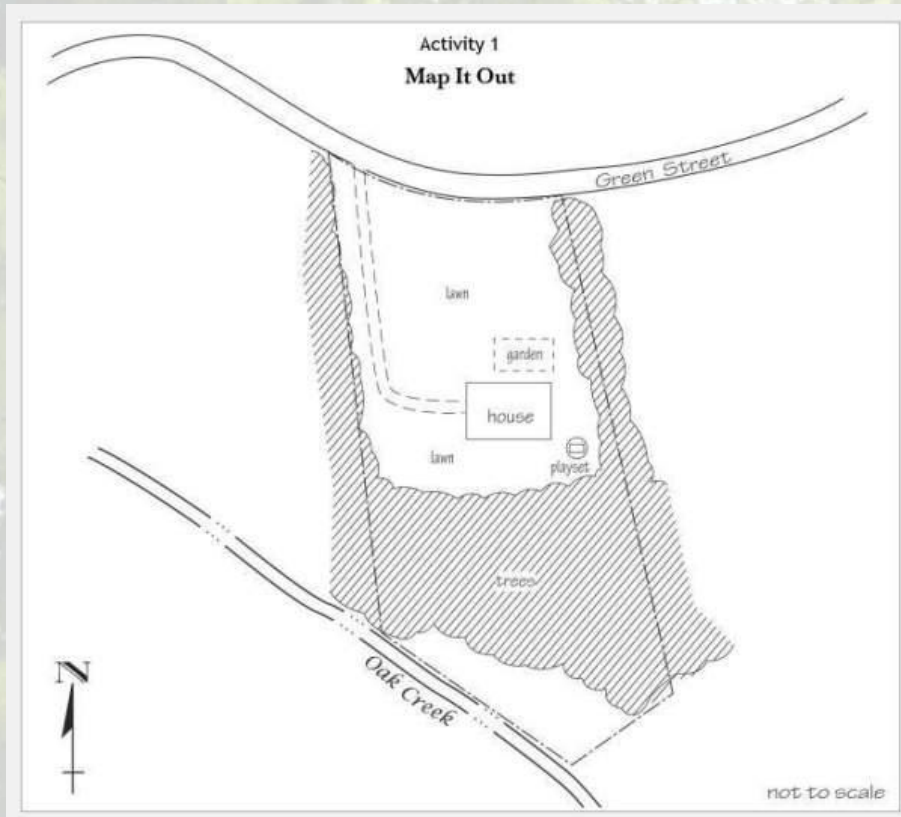 Activity 1
Map It Out
Green Street
lawn
garden
house
lawn
playset
trees
Oak Creek
N
not to scale